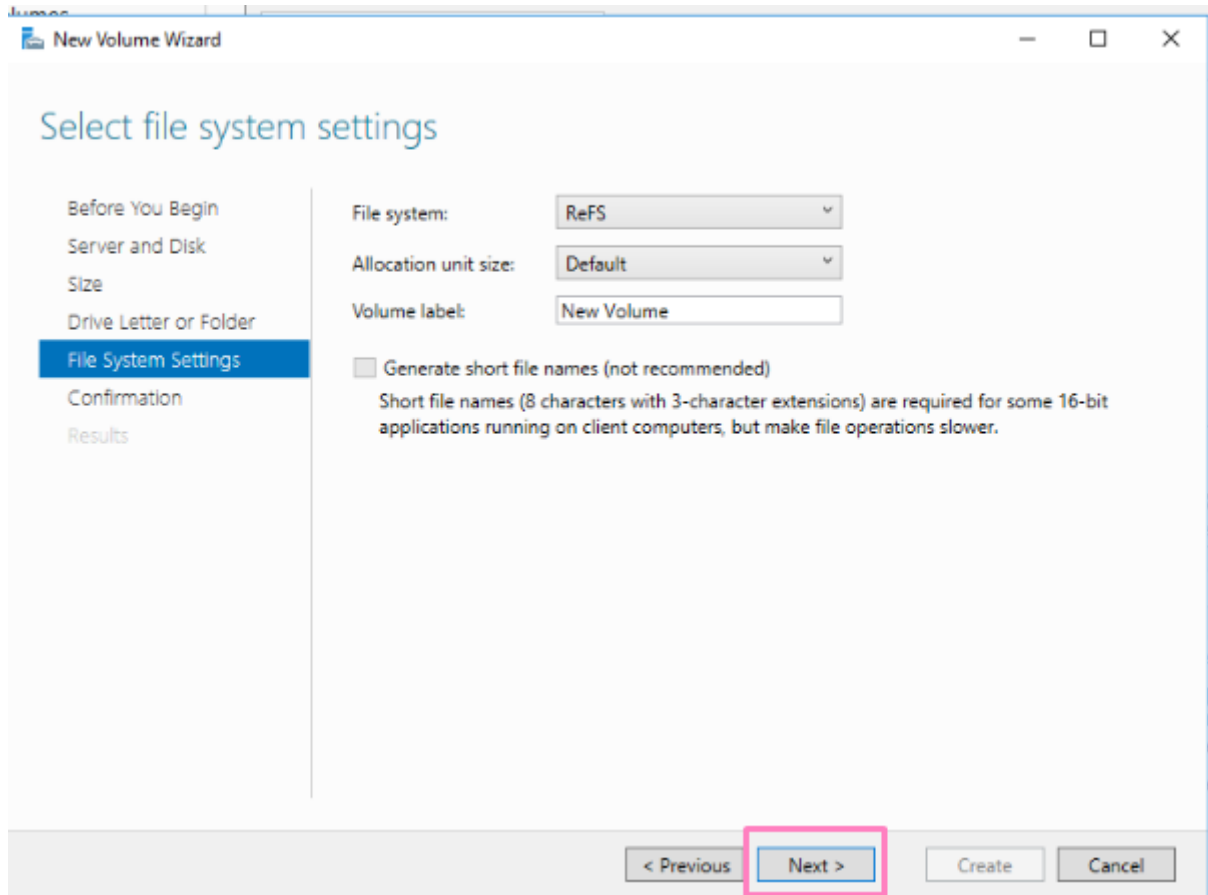 New Volume Wizard
Select file system settings
Before You Begin
Server and Disk
Size
Drive Letter or Folder
File System Settings
Confirmation
Results
File system:
ReFS
Allocation unit size:
Default
Volume label:
New Volume
Generate short file names (not recommended)
Short file names (8 characters with 3-character extensions) are required for some 16-bit
applications running on client computers, but make file operations slower.
< Previous
Next >
Create
Cancel